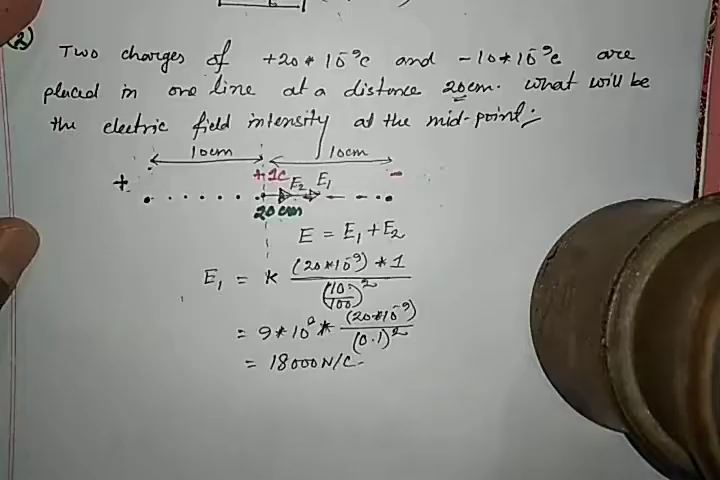 (2)
Two charges of +20 * 10⁻⁹c and -10 * 10⁻⁹c are
placed in one line at a distance 20cm. what will be
the electric field intensity at the mid-point:-
10cm 10cm
+ +1c E₂ E₁ -
20cm
E = E₁ + E₂
E₁ = K (20*10⁻⁹) * 1 / (10/100)²
= 9*10⁹ * (20*10⁻⁹) / (0.1)²
= 18000 N/C-